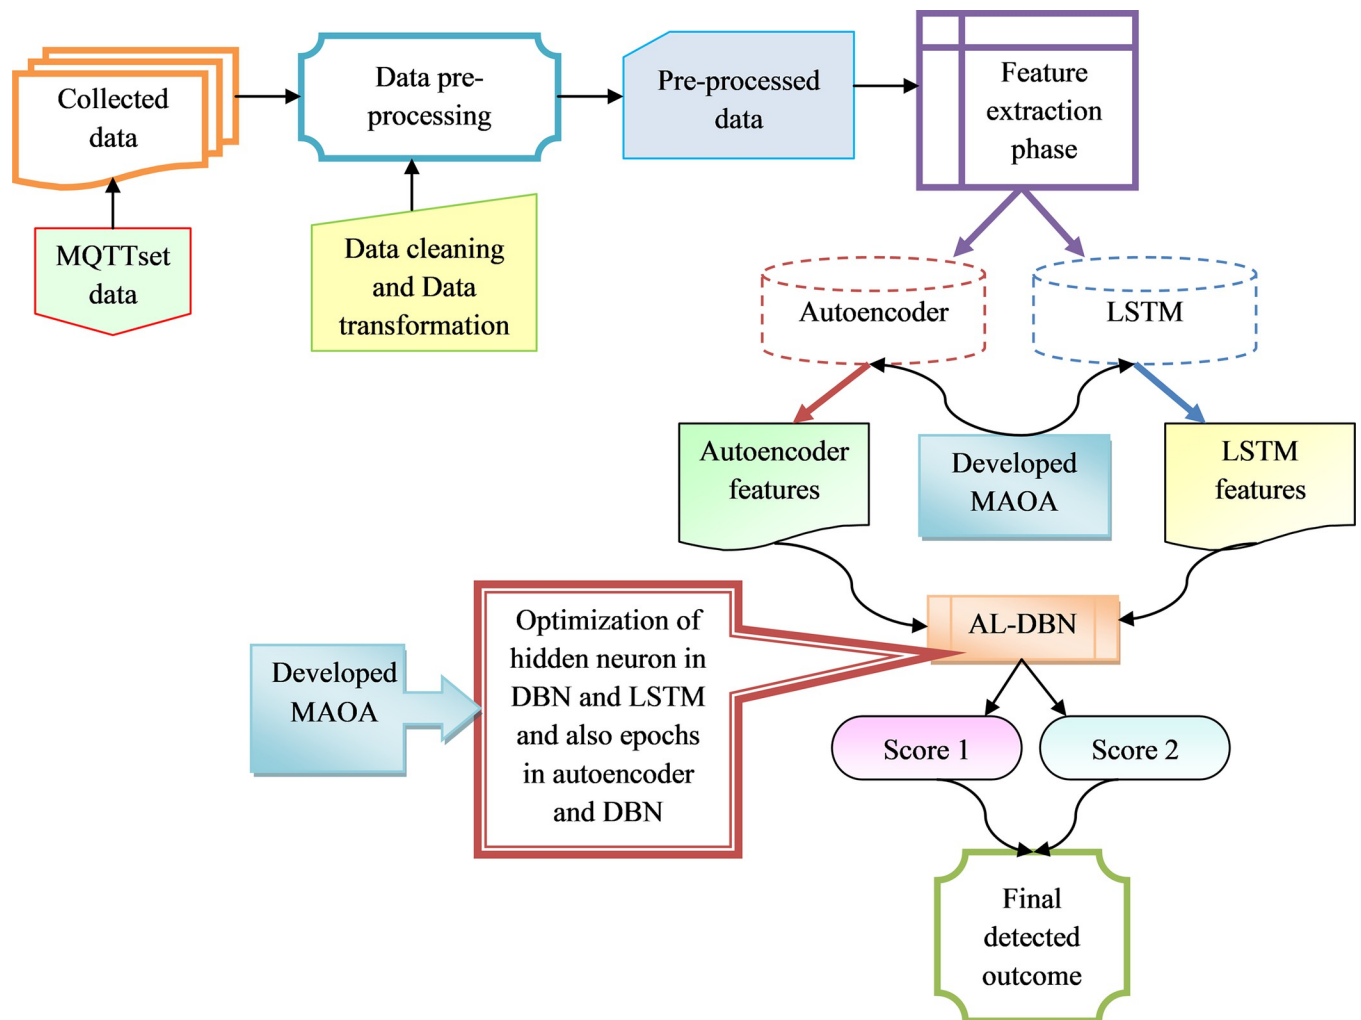 Collected
data
Data pre-
processing
Pre-processed
data
Feature
extraction
phase
MQTTset
data
Data cleaning
and Data
transformation
Autoencoder
LSTM
Autoencoder
features
Developed
MAOA
LSTM
features
Optimization of
hidden neuron in
DBN and LSTM
and also epochs
in autoencoder
and DBN
AL-DBN
Developed
MAOA
Score 1
Score 2
Final
detected
outcome